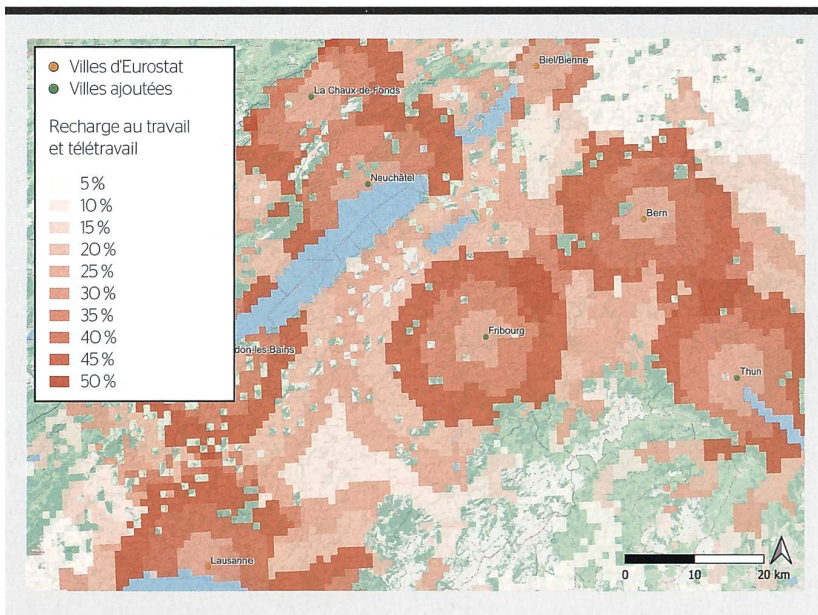 Villes d'Eurostat
Villes ajoutées
Recharge au travail
et télétravail
5 %
10 %
15 %
20 %
25 %
30 %
35 %
40 %
45 %
50 %
Biel/Bienne
La Chaux-de-Fonds
Neuchâtel
Bern
Fribourg
don-les-Bains
Thun
Lausanne
0 10 20 km